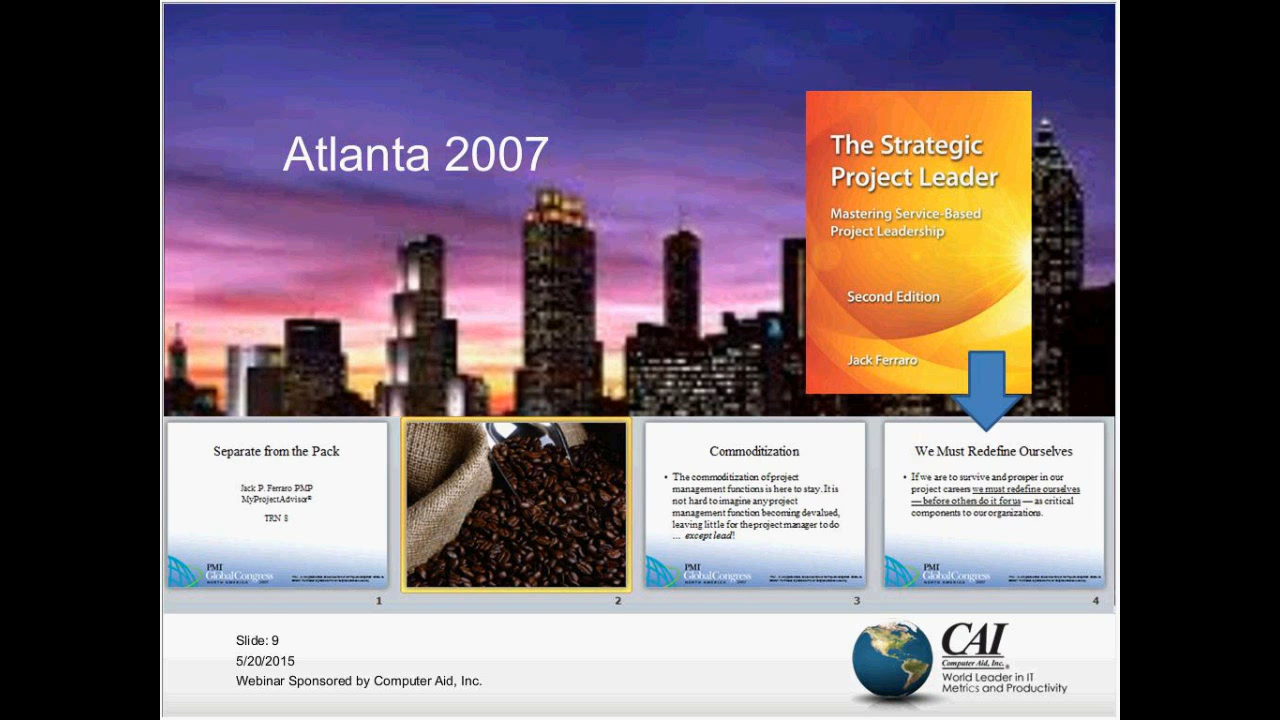 Atlanta 2007
The Strategic
Project Leader
Mastering Service-Based
Project Leadership
Second Edition
Jack Ferraro
Separate from the Pack
Jack P. Ferraro PMP
MyProjectAdvisor®
TRN 8
PMI
GlobalCongress
NORTH AMERICA 2007
1
2
Commoditization
• The commoditization of project
management functions is here to stay. It is
not hard to imagine any project
management function becoming devalued,
leaving little for the project manager to do
... except lead!
PMI
GlobalCongress
NORTH AMERICA 2007
3
We Must Redefine Ourselves
• If we are to survive and prosper in our
project careers we must redefine ourselves
— before others do it for us — as critical
components to our organizations.
PMI
GlobalCongress
NORTH AMERICA 2007
4
Slide: 9
5/20/2015
Webinar Sponsored by Computer Aid, Inc.
CAI
Computer Aid, Inc.®
World Leader in IT
Metrics and Productivity